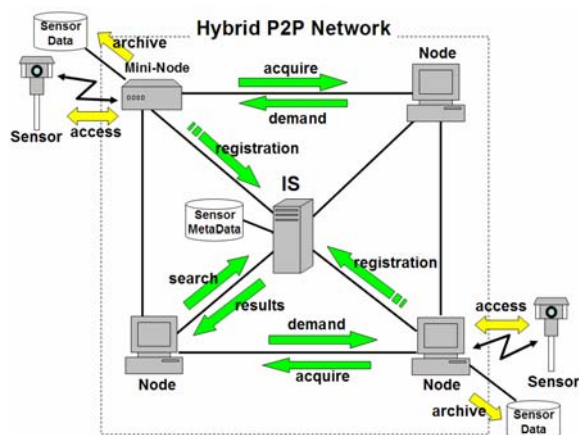 Hybrid P2P Network
Sensor
Data
archive
Mini-Node
Node
acquire
demand
Sensor
access
registration
IS
Sensor
MetaData
search
results
registration
access
demand
acquire
Node
Node
Sensor
archive
Sensor
Data